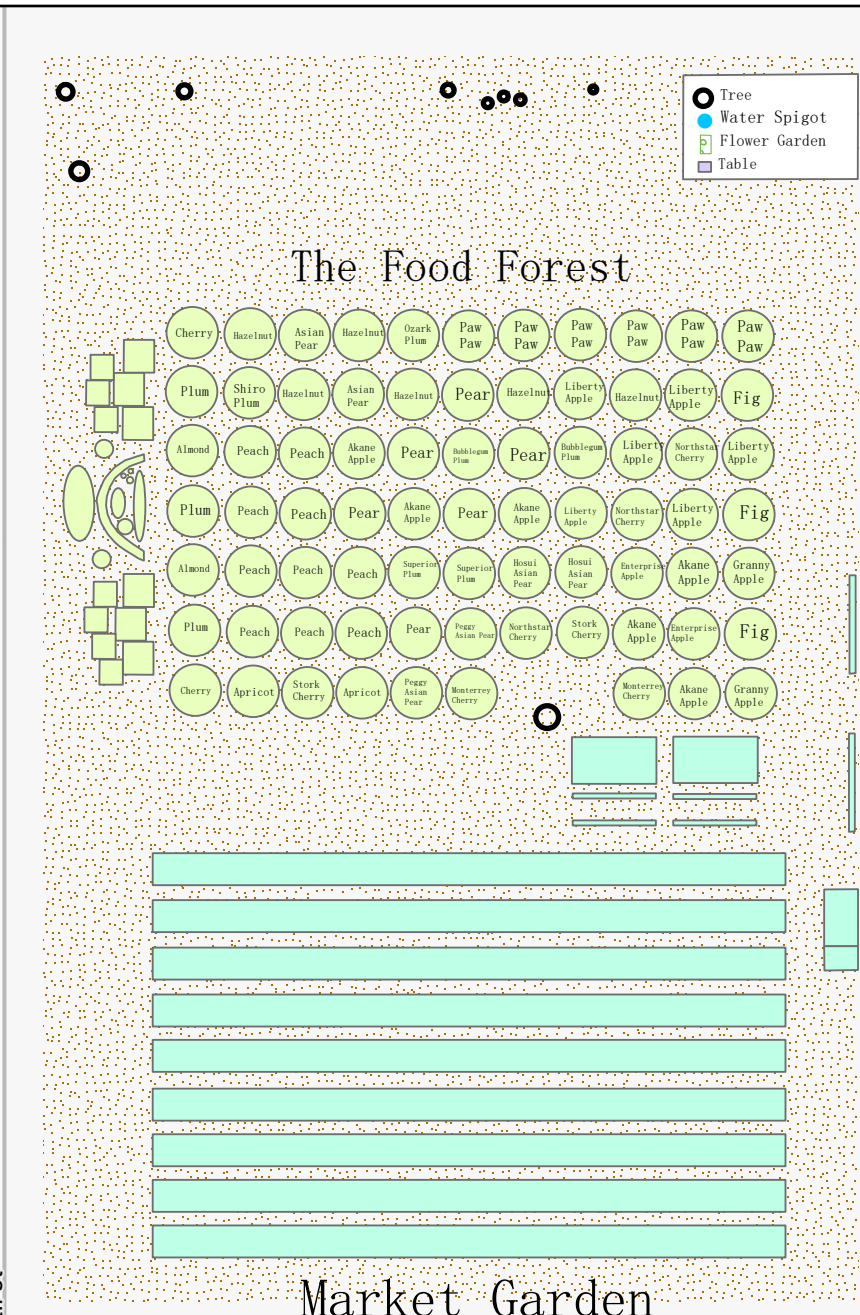 Tree
Water Spigot
Flower Garden
Table
The Food Forest
Cherry Hazelnut Asian Pear Hazelnut Ozark Plum Paw Paw Paw Paw Paw Paw Paw Paw Paw Paw Paw Paw
Plum Shiro Plum Hazelnut Asian Pear Hazelnut Pear Hazelnut Liberty Apple Hazelnut Liberty Apple Fig
Almond Peach Peach Akane Apple Pear Bubblegum Plum Pear Bubblegum Plum Liberty Apple Northstar Cherry Liberty Apple
Plum Peach Peach Pear Akane Apple Pear Akane Apple Liberty Apple Northstar Cherry Liberty Apple Fig
Almond Peach Peach Peach Superior Plum Superior Plum Hosui Asian Pear Hosui Asian Pear Enterprise Apple Akane Apple Granny Apple
Plum Peach Peach Peach Pear Peggy Asian Pear Northstar Cherry Stork Cherry Akane Apple Enterprise Apple Fig
Cherry Apricot Stork Cherry Apricot Peggy Asian Pear Monterrey Cherry Monterrey Cherry Akane Apple Granny Apple
Market Garden